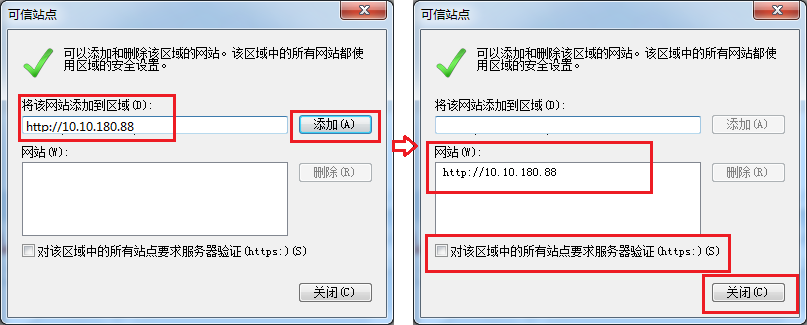 可信站点
可以添加和删除该区域的网站。该区域中的所有网站都使
用区域的安全设置。
将该网站添加到区域(D):
http://10.10.180.88
添加(A)
网站(W):
删除(R)
对该区域中的所有站点要求服务器验证(https:)(S)
关闭(C)
可信站点
可以添加和删除该区域的网站。该区域中的所有网站都使
用区域的安全设置。
将该网站添加到区域(D):
添加(A)
网站(W):
http://10.10.180.88
删除(R)
对该区域中的所有站点要求服务器验证(https:)(S)
关闭(C)